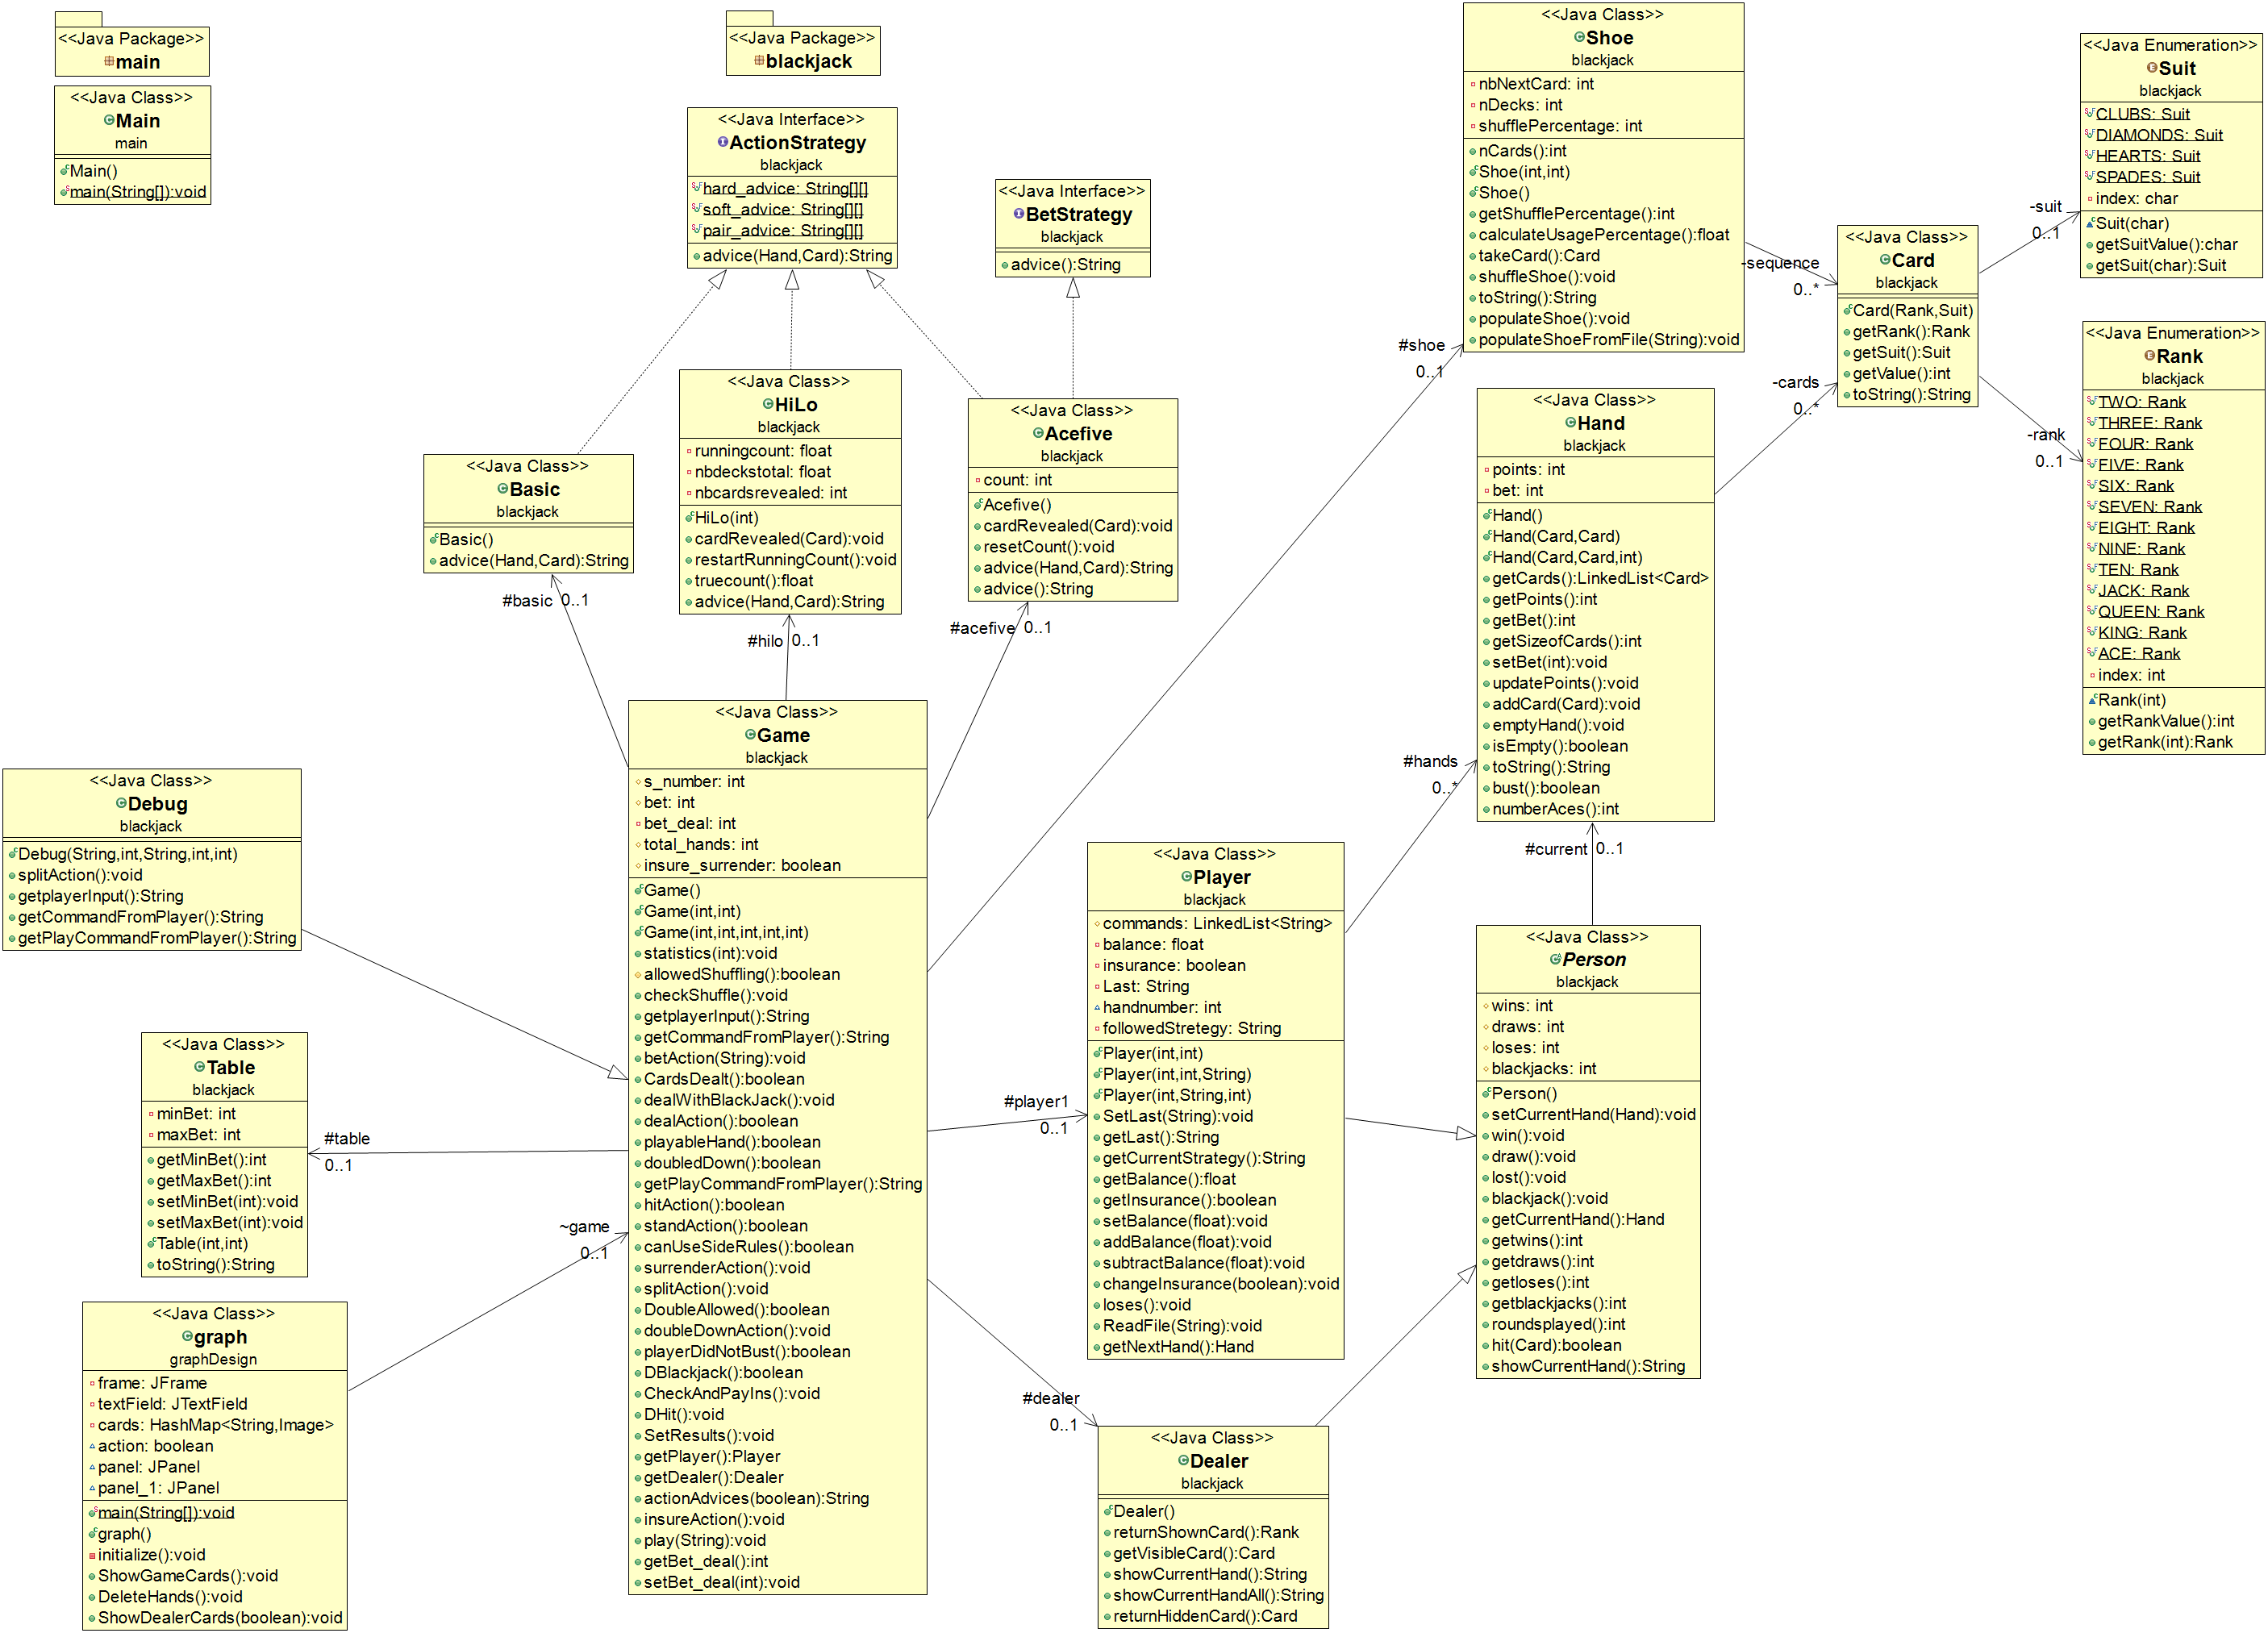 <<Java Package>>
main
<<Java Class>>
Main
main
Main()
main(String[]):void
<<Java Package>>
blackjack
<<Java Interface>>
ActionStrategy
blackjack
hard_advice: String[][]
soft_advice: String[][]
pair_advice: String[][]
advice(Hand,Card):String
<<Java Interface>>
BetStrategy
blackjack
advice():String
<<Java Class>>
Shoe
blackjack
nbNextCard: int
nDecks: int
shufflePercentage: int
nCards():int
Shoe(int,int)
Shoe()
getShufflePercentage():int
calculateUsagePercentage():float
takeCard():Card
shuffleShoe():void
toString():String
populateShoe():void
populateShoeFromFile(String):void
-sequence
0..*
<<Java Class>>
Card
blackjack
Card(Rank,Suit)
getRank():Rank
getSuit():Suit
getValue():int
toString():String
-suit
0..1
<<Java Enumeration>>
Suit
blackjack
CLUBS: Suit
DIAMONDS: Suit
HEARTS: Suit
SPADES: Suit
index: char
Suit(char)
getSuitValue():char
getSuit(char):Suit
-rank
0..1
<<Java Enumeration>>
Rank
blackjack
TWO: Rank
THREE: Rank
FOUR: Rank
FIVE: Rank
SIX: Rank
SEVEN: Rank
EIGHT: Rank
NINE: Rank
TEN: Rank
JACK: Rank
QUEEN: Rank
KING: Rank
ACE: Rank
index: int
Rank(int)
getRankValue():int
getRank(int):Rank
<<Java Class>>
Basic
blackjack
Basic()
advice(Hand,Card):String
#basic 0..1
<<Java Class>>
HiLo
blackjack
runningcount: float
nbdeckstotal: float
nbcardsrevealed: int
HiLo(int)
cardRevealed(Card):void
restartRunningCount():void
truecount():float
advice(Hand,Card):String
#hilo 0..1
<<Java Class>>
Acefive
blackjack
count: int
Acefive()
cardRevealed(Card):void
resetCount():void
advice(Hand,Card):String
advice():String
#acefive 0..1
#shoe
0..1
<<Java Class>>
Hand
blackjack
points: int
bet: int
Hand()
Hand(Card,Card)
Hand(Card,Card,int)
getCards():LinkedList<Card>
getPoints():int
getBet():int
getSizeofCards():int
setBet(int):void
updatePoints():void
addCard(Card):void
emptyHand():void
isEmpty():boolean
toString():String
bust():boolean
numberAces():int
-cards
0..*
#hands
0..*
#current 0..1
<<Java Class>>
Debug
blackjack
Debug(String,int,String,int,int)
splitAction():void
getplayerInput():String
getCommandFromPlayer():String
getPlayCommandFromPlayer():String
<<Java Class>>
Game
blackjack
s_number: int
bet: int
bet_deal: int
total_hands: int
insure_surrender: boolean
Game()
Game(int,int)
Game(int,int,int,int,int)
statistics(int):void
allowedShuffling():boolean
checkShuffle():void
getplayerInput():String
getCommandFromPlayer():String
betAction(String):void
CardsDealt():boolean
dealWithBlackJack():void
dealAction():boolean
playableHand():boolean
doubledDown():boolean
getPlayCommandFromPlayer():String
hitAction():boolean
standAction():boolean
canUseSideRules():boolean
surrenderAction():void
splitAction():void
DoubleAllowed():boolean
doubleDownAction():void
playerDidNotBust():boolean
DBlackjack():boolean
CheckAndPayIns():void
DHit():void
SetResults():void
getPlayer():Player
getDealer():Dealer
actionAdvices(boolean):String
insureAction():void
play(String):void
getBet_deal():int
setBet_deal(int):void
<<Java Class>>
Table
blackjack
minBet: int
maxBet: int
getMinBet():int
getMaxBet():int
setMinBet(int):void
setMaxBet(int):void
Table(int,int)
toString():String
#table
0..1
~game
0..1
<<Java Class>>
graph
graphDesign
frame: JFrame
textField: JTextField
cards: HashMap<String,Image>
action: boolean
panel: JPanel
panel_1: JPanel
main(String[]):void
graph()
initialize():void
ShowGameCards():void
DeleteHands():void
ShowDealerCards(boolean):void
#player1
0..1
<<Java Class>>
Player
blackjack
commands: LinkedList<String>
balance: float
insurance: boolean
Last: String
handnumber: int
followedStretegy: String
Player(int,int)
Player(int,int,String)
Player(int,String,int)
SetLast(String):void
getLast():String
getCurrentStrategy():String
getBalance():float
getInsurance():boolean
setBalance(float):void
addBalance(float):void
subtractBalance(float):void
changeInsurance(boolean):void
loses():void
ReadFile(String):void
getNextHand():Hand
<<Java Class>>
Person
blackjack
wins: int
draws: int
loses: int
blackjacks: int
Person()
setCurrentHand(Hand):void
win():void
draw():void
lost():void
blackjack():void
getCurrentHand():Hand
getwins():int
getdraws():int
getloses():int
getblackjacks():int
roundsplayed():int
hit(Card):boolean
showCurrentHand():String
#dealer
0..1
<<Java Class>>
Dealer
blackjack
Dealer()
returnShownCard():Rank
getVisibleCard():Card
showCurrentHand():String
showCurrentHandAll():String
returnHiddenCard():Card